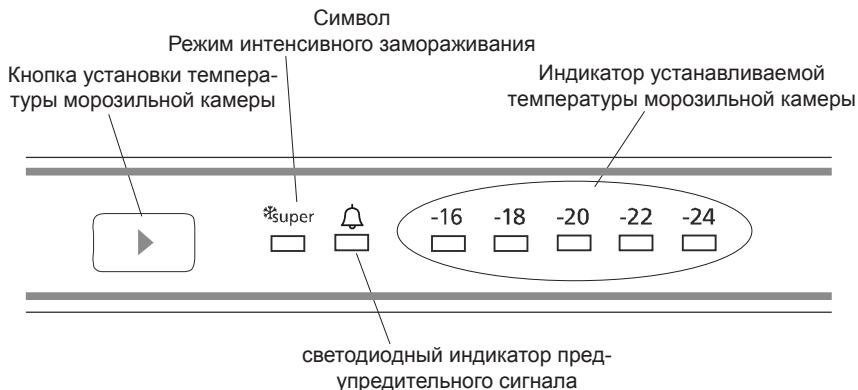 Символ
Режим интенсивного замораживания
Кнопка установки темпера-
туры морозильной камеры
Индикатор устанавливаемой
температуры морозильной камеры
super
-16 -18 -20 -22 -24
светодиодный индикатор пред-
упредительного сигнала